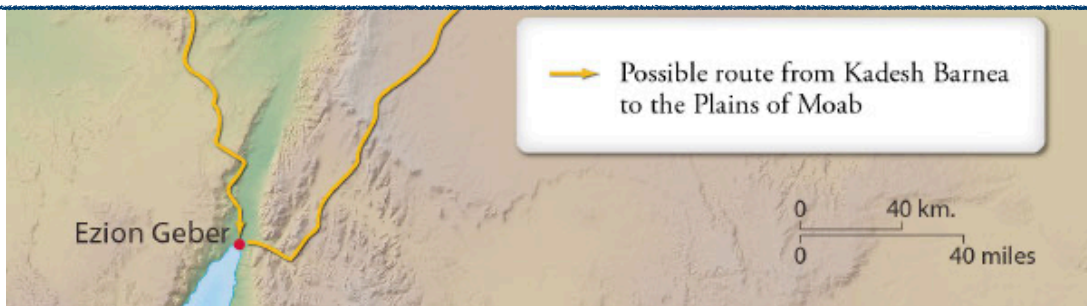 Possible route from Kadesh Barnea
to the Plains of Moab
Ezion Geber
0 40 km.
0 40 miles